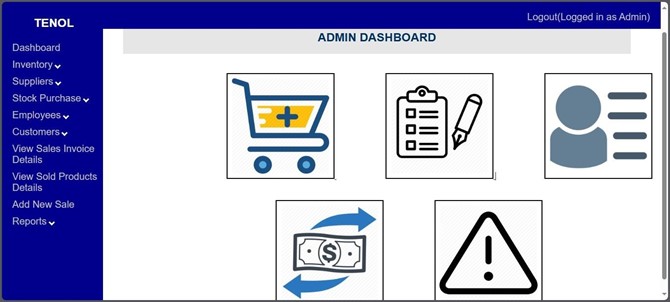 TENOL
Logout(Logged in as Admin)
ADMIN DASHBOARD
Dashboard
Inventory
Suppliers
Stock Purchase
Employees
Customers
View Sales Invoice
Details
View Sold Products
Details
Add New Sale
Reports
$